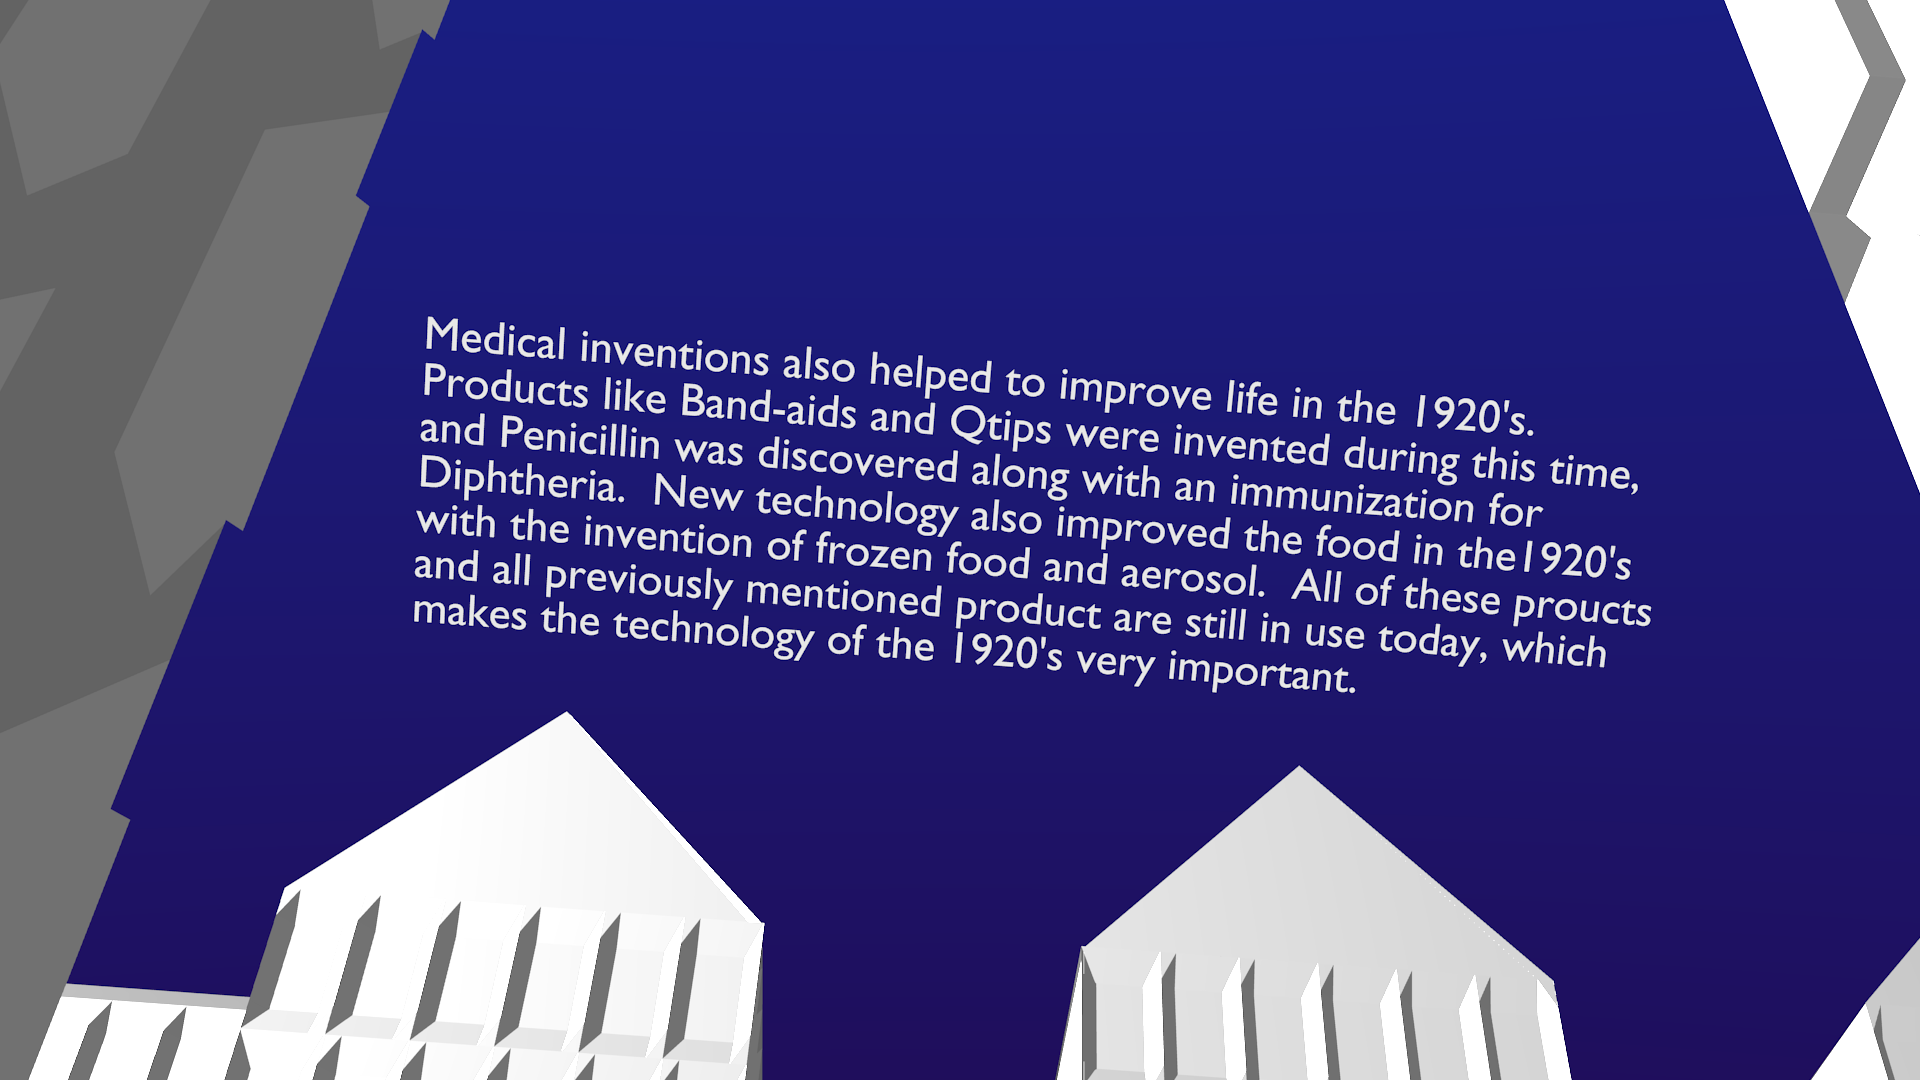 Medical inventions also helped to improve life in the 1920's.
Products like Band-aids and Qtips were invented during this time,
and Penicillin was discovered along with an immunization for
Diphtheria.  New technology also improved the food in the1920's
with the invention of frozen food and aerosol.  All of these proucts
and all previously mentioned product are still in use today, which
makes the technology of the 1920's very important.